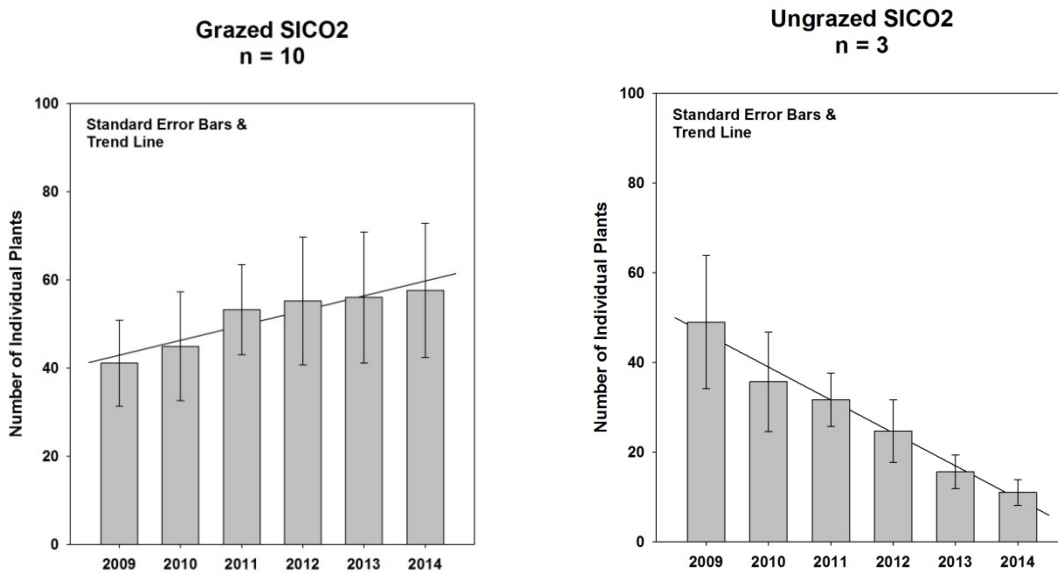 Grazed SICO2
n = 10
Number of Individual Plants
Standard Error Bars &
Trend Line
100
80
60
40
20
0
2009 2010 2011 2012 2013 2014
Ungrazed SICO2
n = 3
Number of Individual Plants
Standard Error Bars &
Trend Line
100
80
60
40
20
0
2009 2010 2011 2012 2013 2014